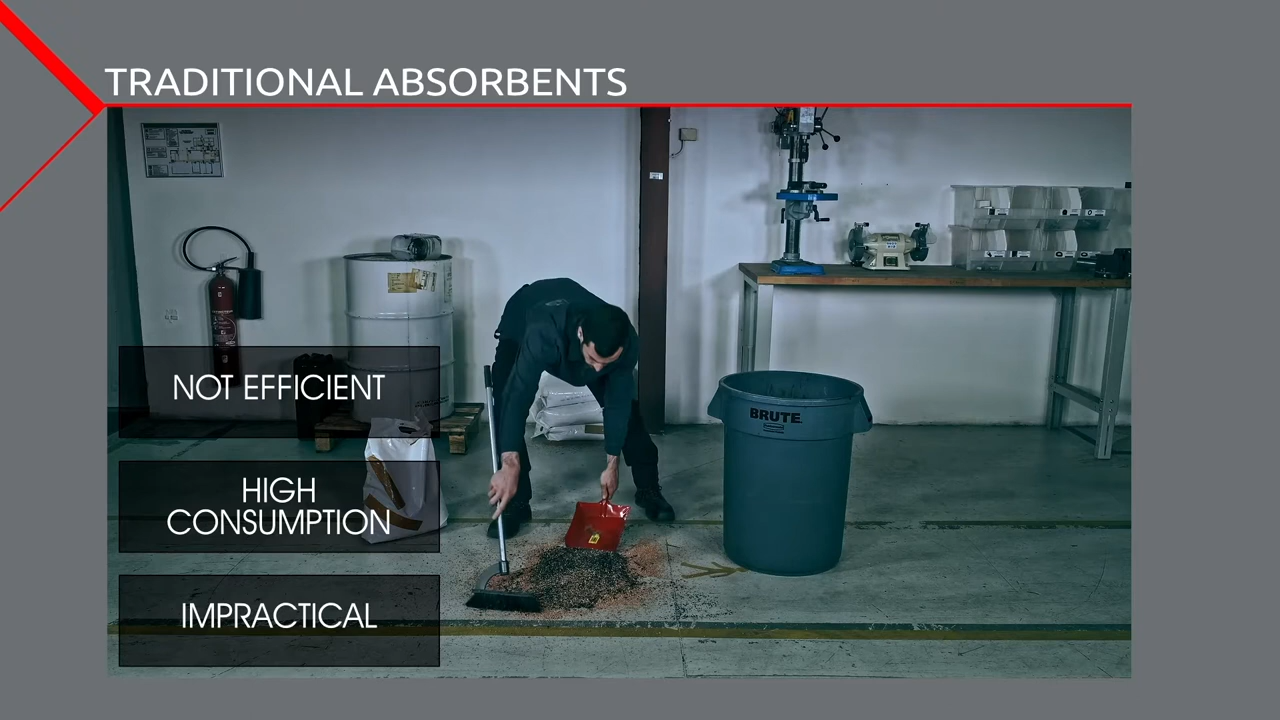 TRADITIONAL ABSORBENTS
NOT EFFICIENT
HIGH
CONSUMPTION
IMPRACTICAL
BRUTE